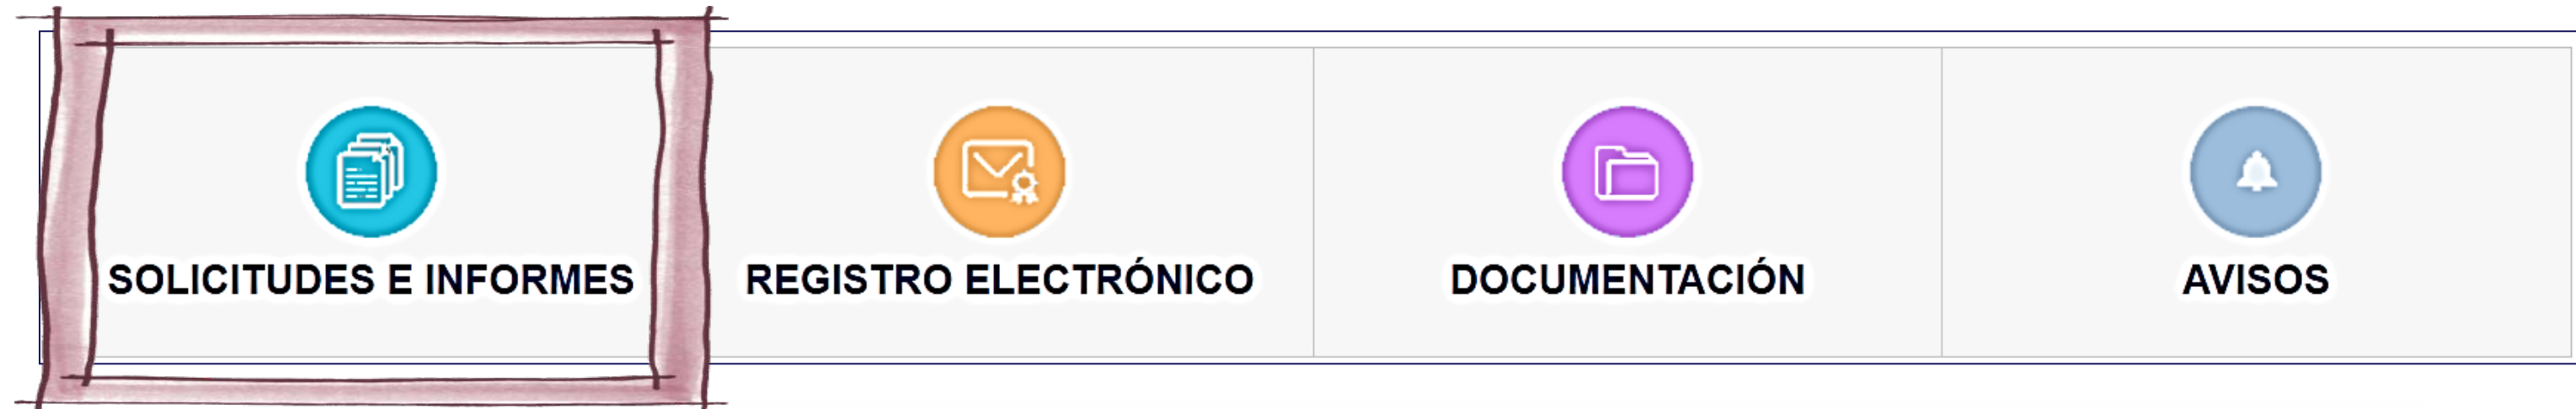 SOLICITUDES E INFORMES
REGISTRO ELECTRÓNICO
DOCUMENTACIÓN
AVISOS